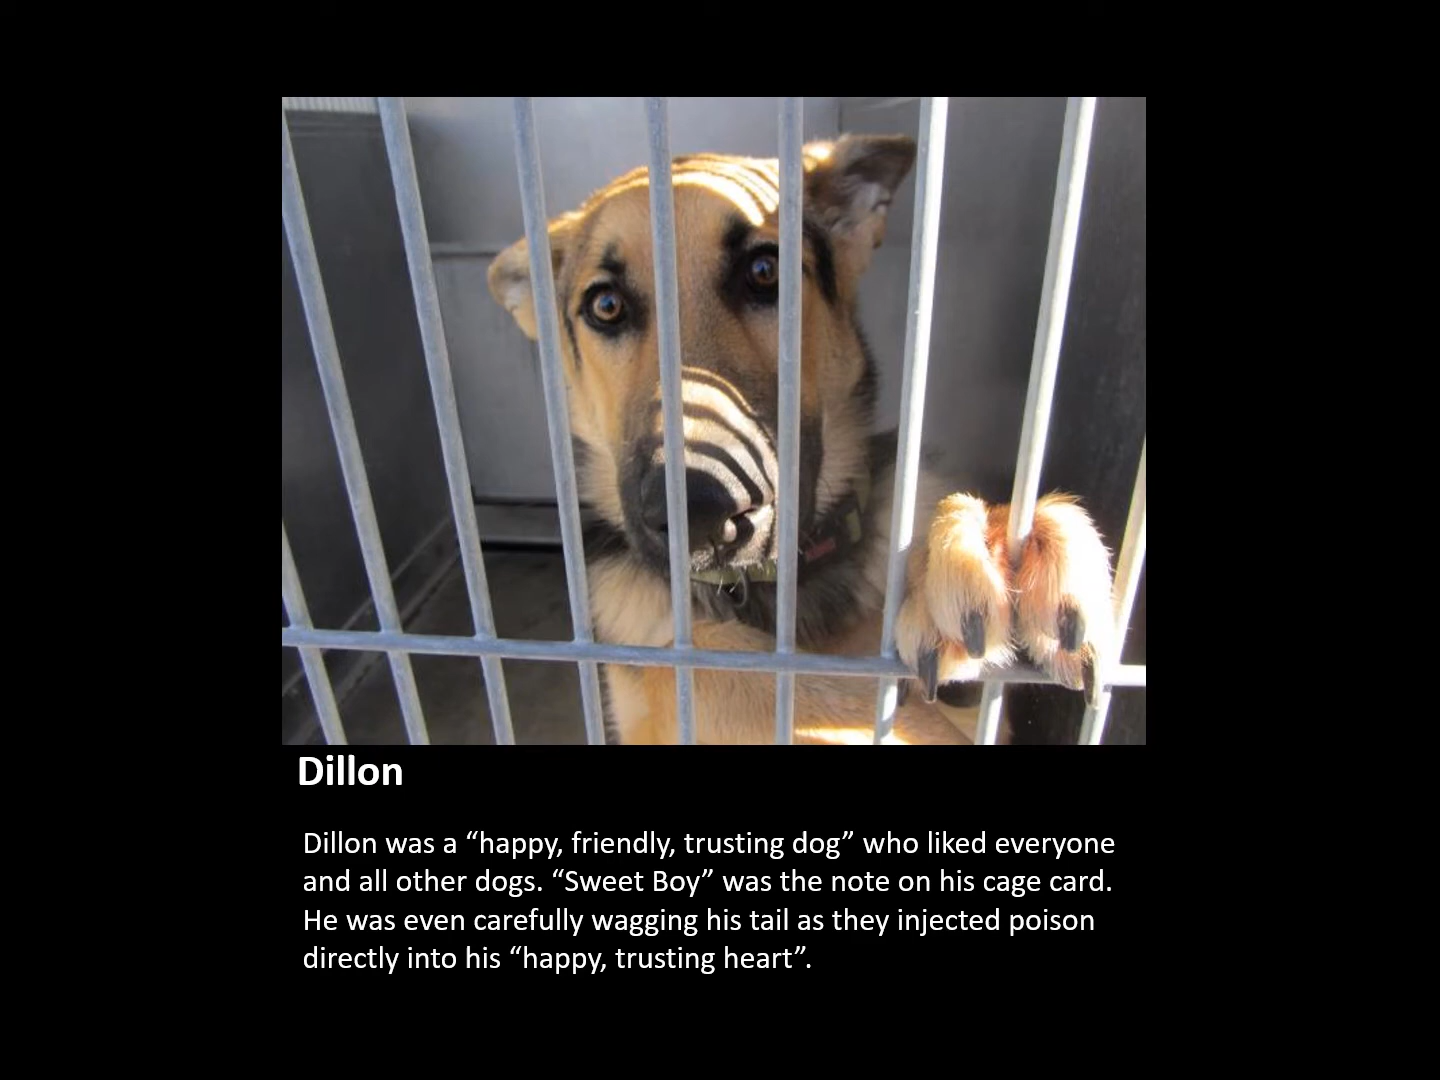 Dillon
Dillon was a “happy, friendly, trusting dog” who liked everyone
and all other dogs. “Sweet Boy” was the note on his cage card.
He was even carefully wagging his tail as they injected poison
directly into his “happy, trusting heart”.